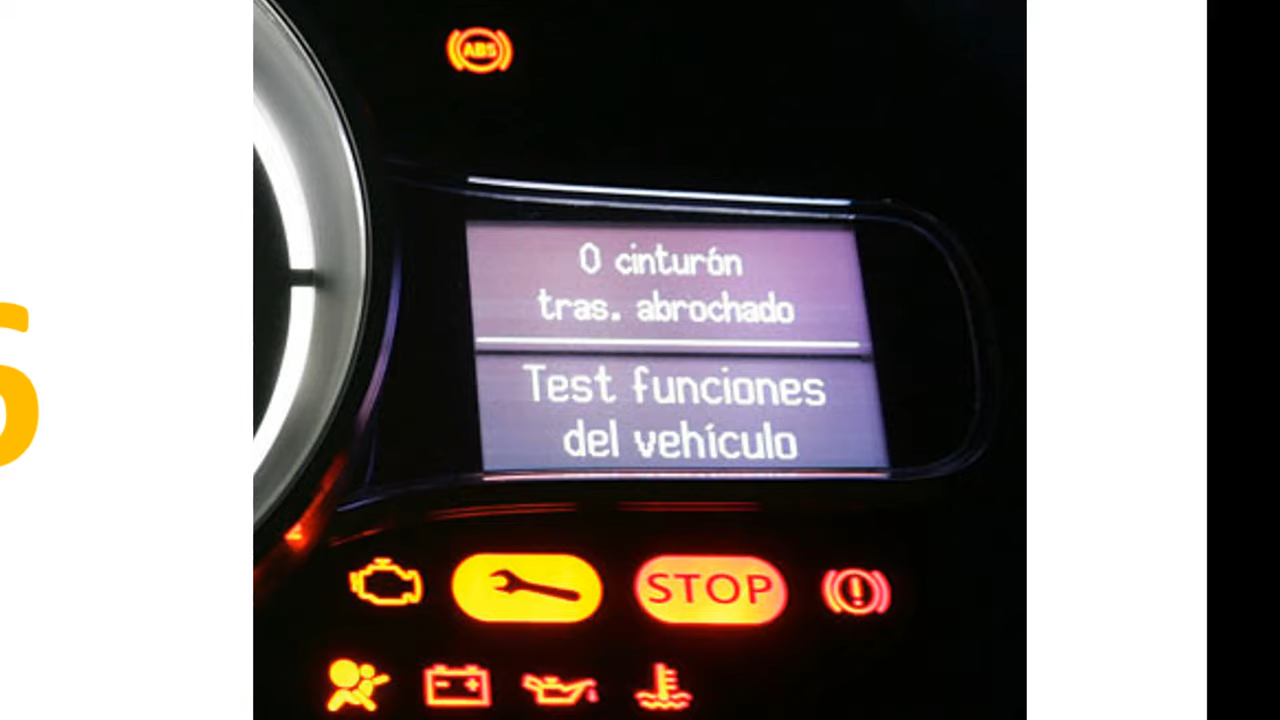 ABS
0 cinturón
tras. abrochado
Test funciones
del vehículo
STOP